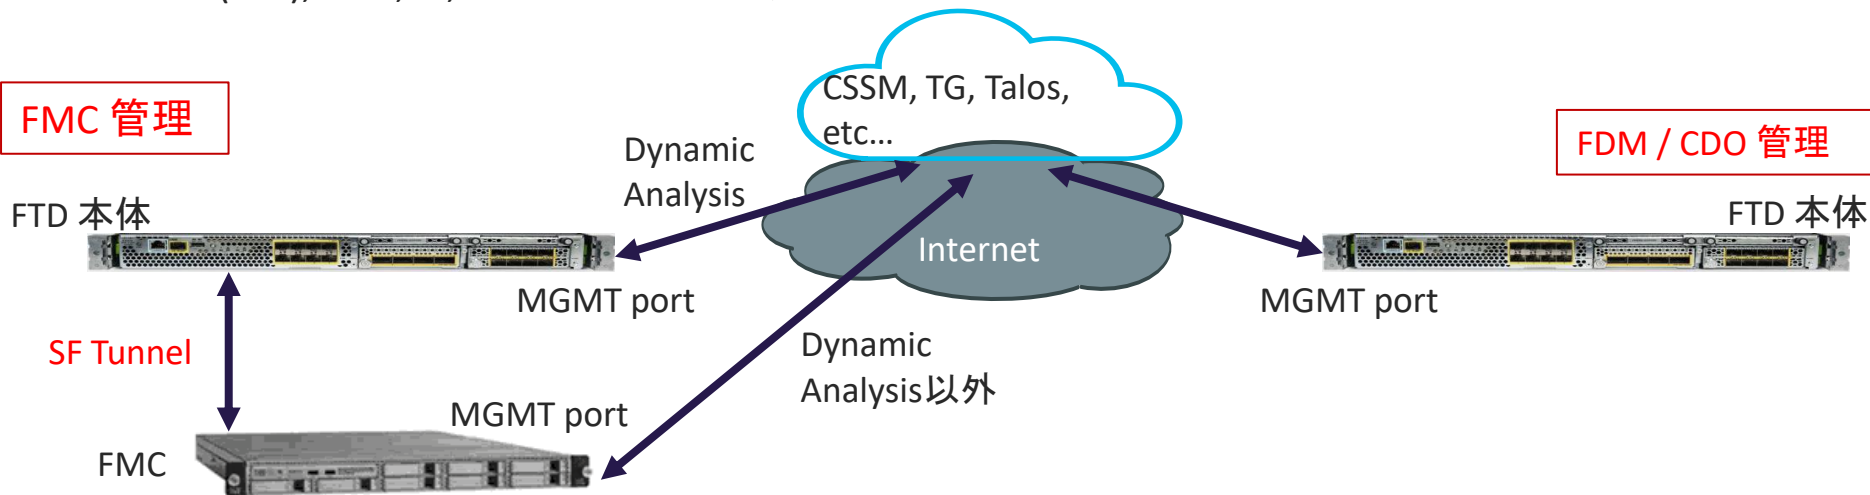 CSSM, TG, Talos,
etc...
FMC 管理
FDM / CDO 管理
Dynamic
Analysis
FTD 本体
FTD 本体
Internet
MGMT port
MGMT port
SF Tunnel
Dynamic
Analysis以外
MGMT port
FMC